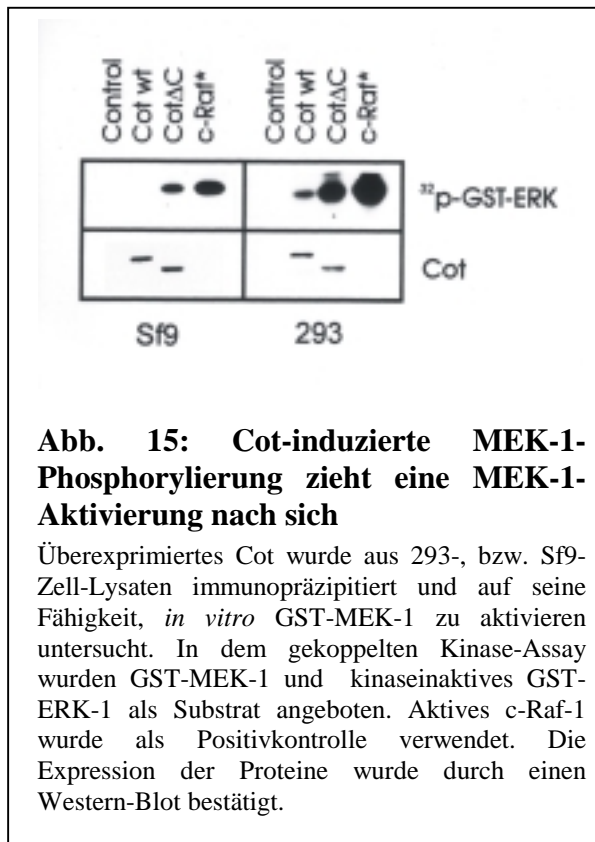 Control
Cot wt
CotΔC
c-Raf*
Control
Cot wt
CotΔC
c-Raf*
³²p-GST-ERK
Cot
Sf9
293
Abb. 15: Cot-induzierte MEK-1-
Phosphorylierung zieht eine MEK-1-
Aktivierung nach sich
Überexprimiertes Cot wurde aus 293-, bzw. Sf9-
Zell-Lysaten immunopräzipitiert und auf seine
Fähigkeit, in vitro GST-MEK-1 zu aktivieren
untersucht. In dem gekoppelten Kinase-Assay
wurden GST-MEK-1 und kinaseinaktives GST-
ERK-1 als Substrat angeboten. Aktives c-Raf-1
wurde als Positivkontrolle verwendet. Die
Expression der Proteine wurde durch einen
Western-Blot bestätigt.